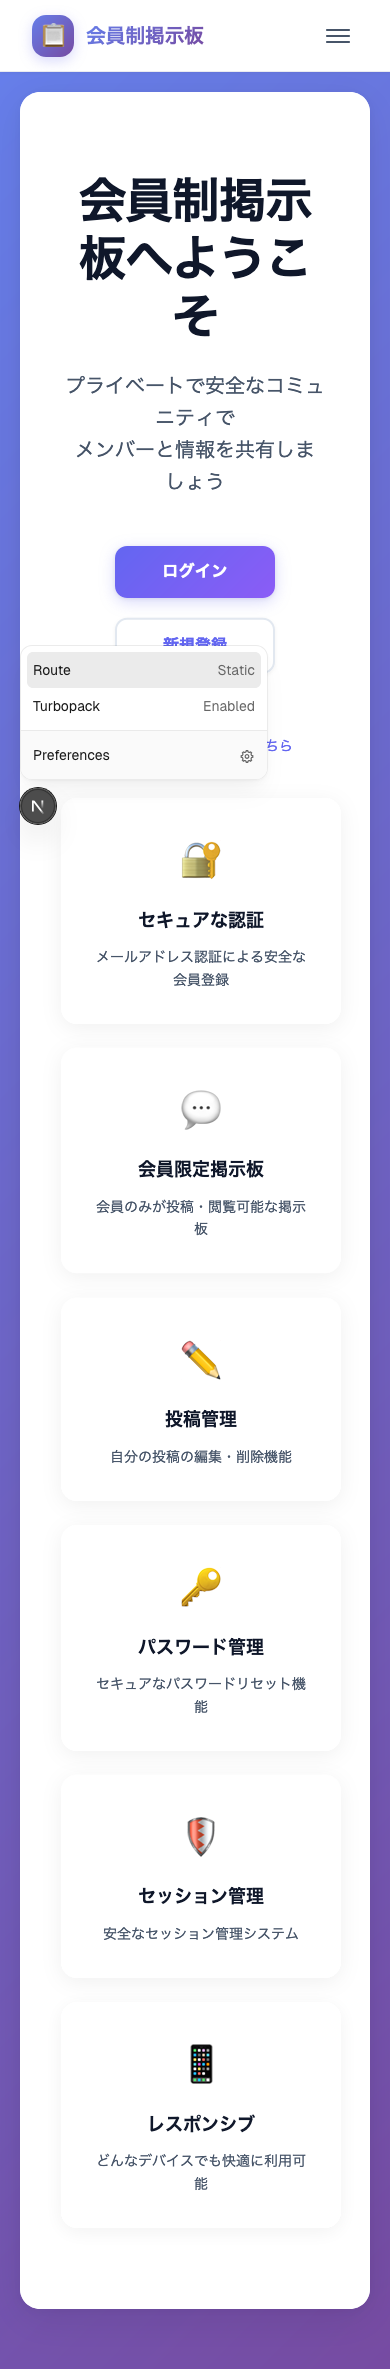 会員制掲示板
会員制掲示
板へようこ
そ
プライベートで安全なコミュ
ニティで
メンバーと情報を共有しま
しょう
ログイン
新規登録
Route Static
Turbopack Enabled
ちら
Preferences
N
セキュアな認証
メールアドレス認証による安全な
会員登録
会員限定掲示板
会員のみが投稿・閲覧可能な掲示
板
投稿管理
自分の投稿の編集・削除機能
パスワード管理
セキュアなパスワードリセット機
能
セッション管理
安全なセッション管理システム
レスポンシブ
どんなデバイスでも快適に利用可
能